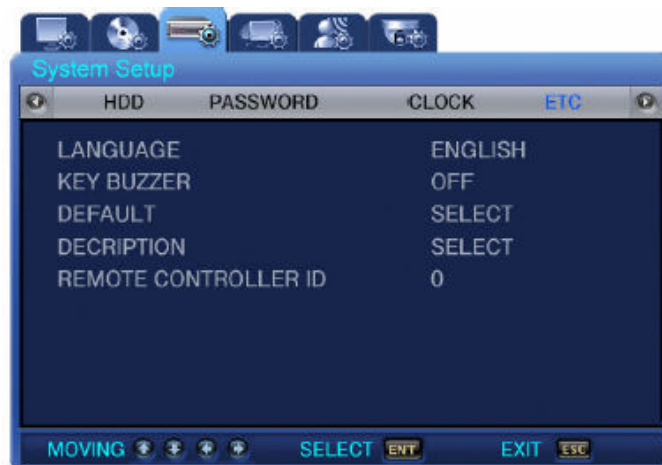 System Setup
HDD PASSWORD CLOCK ETC
LANGUAGE ENGLISH
KEY BUZZER OFF
DEFAULT SELECT
DECRIPTION SELECT
REMOTE CONTROLLER ID 0
MOVING SELECT ENT EXIT ESC